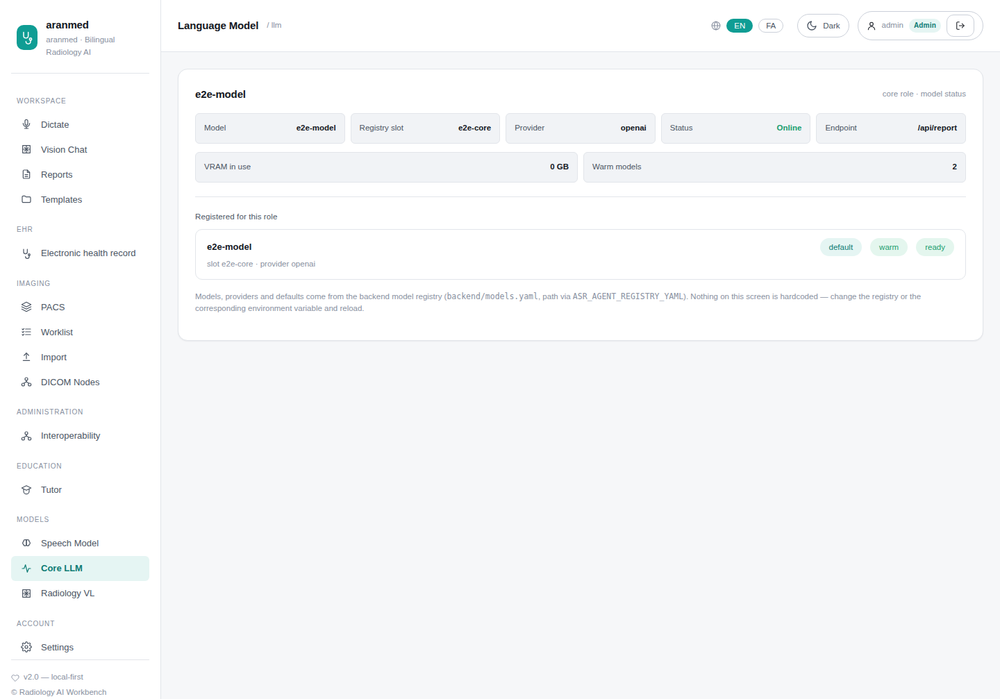 aranmed
aranmed · Bilingual
Radiology AI
WORKSPACE
Dictate
Vision Chat
Reports
Templates
EHR
Electronic health record
IMAGING
PACS
Worklist
Import
DICOM Nodes
ADMINISTRATION
Interoperability
EDUCATION
Tutor
MODELS
Speech Model
Core LLM
Radiology VL
ACCOUNT
Settings
v2.0 — local-first
© Radiology AI Workbench
Language Model / llm
EN FA Dark admin Admin
e2e-model core role · model status
Model e2e-model Registry slot e2e-core Provider openai Status Online Endpoint /api/report
VRAM in use 0 GB Warm models 2
Registered for this role
e2e-model default warm ready
slot e2e-core · provider openai
Models, providers and defaults come from the backend model registry (backend/models.yaml, path via ASR_AGENT_REGISTRY_YAML). Nothing on this screen is hardcoded — change the registry or the
corresponding environment variable and reload.